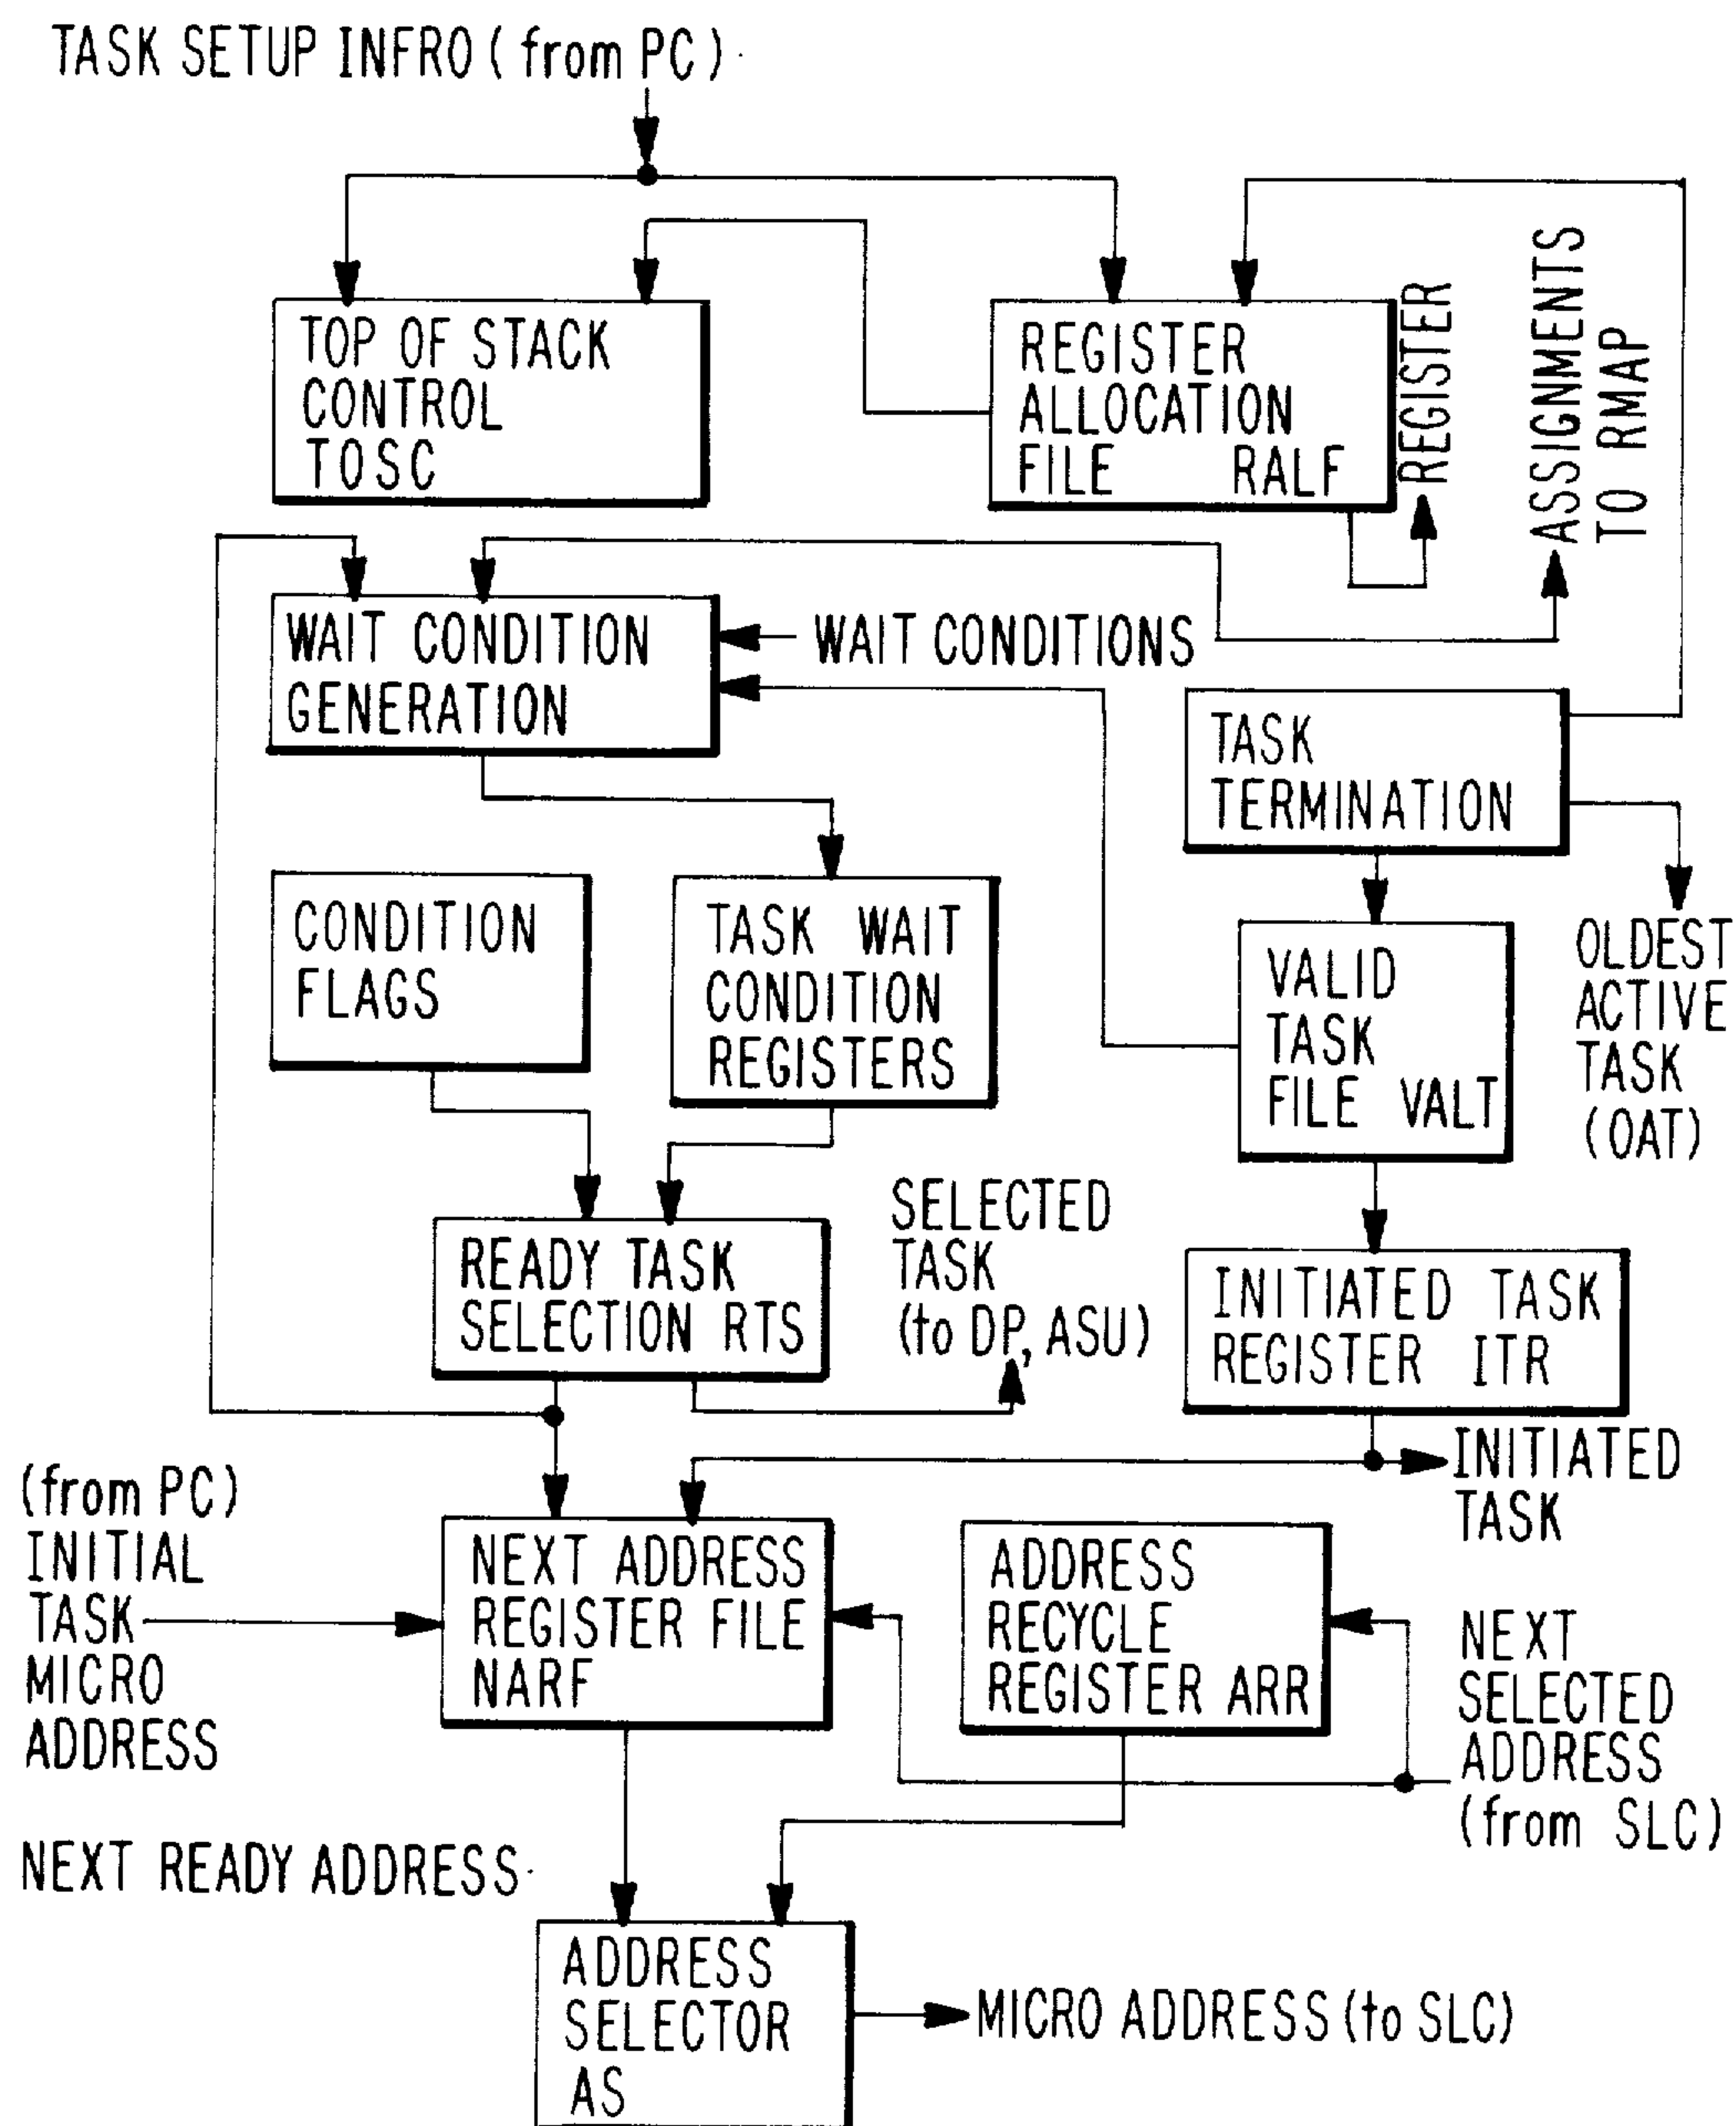 TASK SETUP INFRO (from PC)
TOP OF STACK
CONTROL
TOSC
REGISTER
ALLOCATION
FILE RALF
REGISTER
ASSIGNMENTS
TO RMAP
WAIT CONDITION
GENERATION
WAIT CONDITIONS
TASK
TERMINATION
CONDITION
FLAGS
TASK WAIT
CONDITION
REGISTERS
VALID
TASK
FILE VALT
OLDEST
ACTIVE
TASK
(OAT)
READY TASK
SELECTION RTS
SELECTED
TASK
(to DP, ASU)
INITIATED TASK
REGISTER ITR
INITIATED
TASK
(from PC)
INITIAL
TASK
MICRO
ADDRESS
NEXT ADDRESS
REGISTER FILE
NARF
ADDRESS
RECYCLE
REGISTER ARR
NEXT
SELECTED
ADDRESS
(from SLC)
NEXT READY ADDRESS
ADDRESS
SELECTOR
AS
MICRO ADDRESS (to SLC)